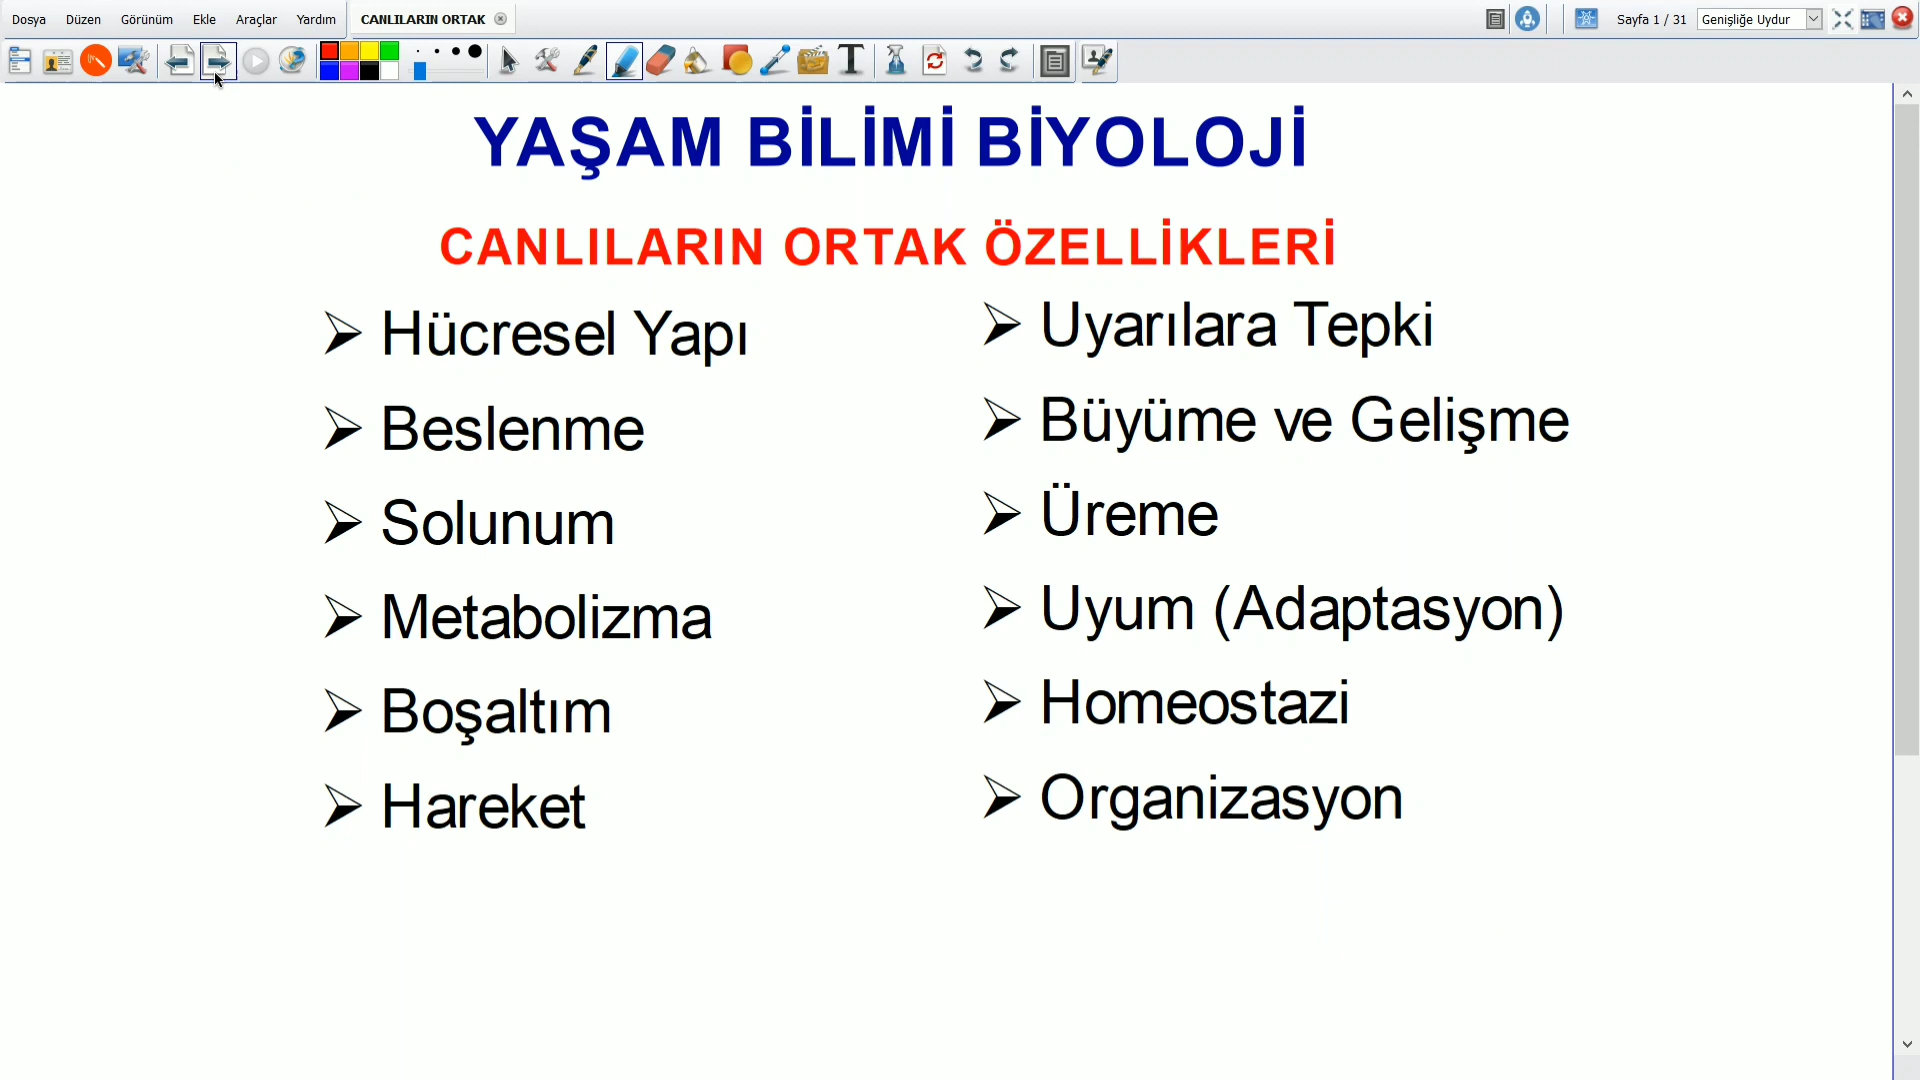 Dosya Düzen Görünüm Ekle Araçlar Yardım CANLILARIN ORTAK Sayfa 1 / 31 Genişliğe Uydur
YAŞAM BİLİMİ BİYOLOJİ
CANLILARIN ORTAK ÖZELLİKLERİ
Hücresel Yapı
Beslenme
Solunum
Metabolizma
Boşaltım
Hareket
Uyarılara Tepki
Büyüme ve Gelişme
Üreme
Uyum (Adaptasyon)
Homeostazi
Organizasyon